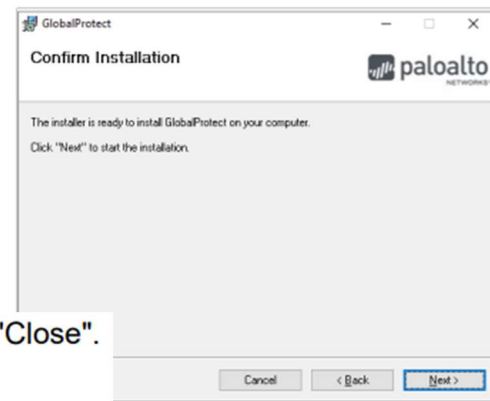 GlobalProtect
Confirm Installation
paloalto
NETWORKS
The installer is ready to install GlobalProtect on your computer.
Click "Next" to start the installation.
"Close".
Cancel
< Back
Next >